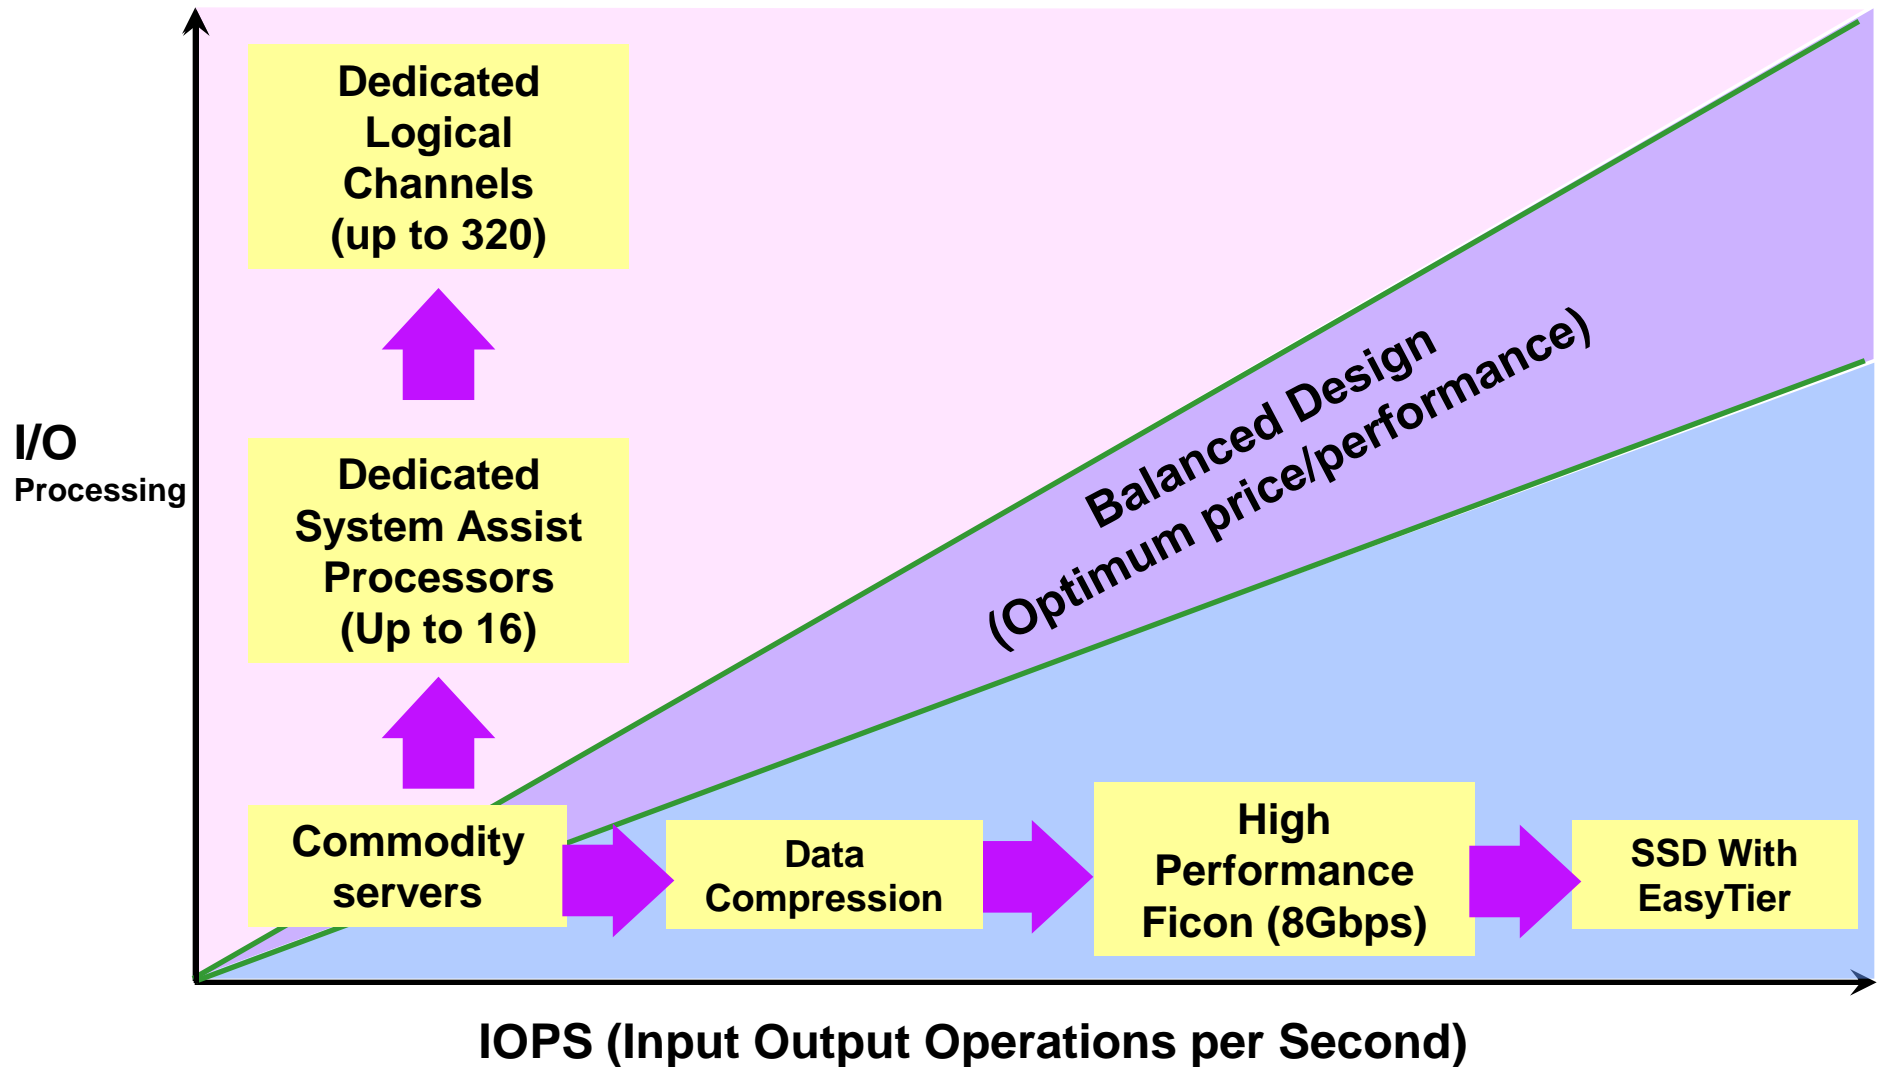 Dedicated
Logical
Channels
(up to 320)
I/O
Processing
Dedicated
System Assist
Processors
(Up to 16)
Balanced Design
(Optimum price/performance)
Commodity
servers
Data
Compression
High
Performance
Ficon (8Gbps)
SSD With
EasyTier
IOPS (Input Output Operations per Second)